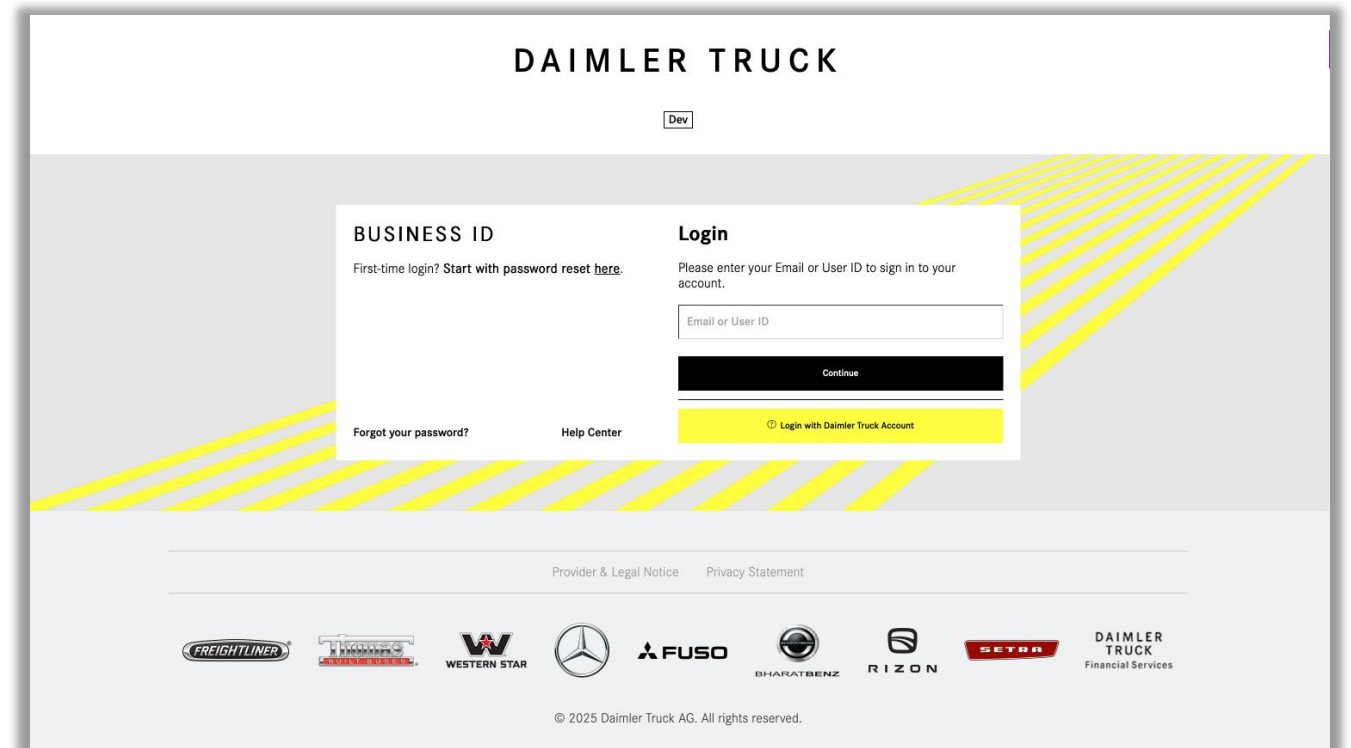 DAIMLER TRUCK
Dev
BUSINESS ID
First-time login? Start with password reset here.
Forgot your password?
Help Center
Login
Please enter your Email or User ID to sign in to your
account.
Email or User ID
Continue
Login with Daimler Truck Account
Provider & Legal Notice
Privacy Statement
FREIGHTLINER
Thomas
BUILT BUSES
WESTERN STAR
FUSO
BHARATBENZ
RIZON
SETRA
DAIMLER
TRUCK
Financial Services
© 2025 Daimler Truck AG. All rights reserved.